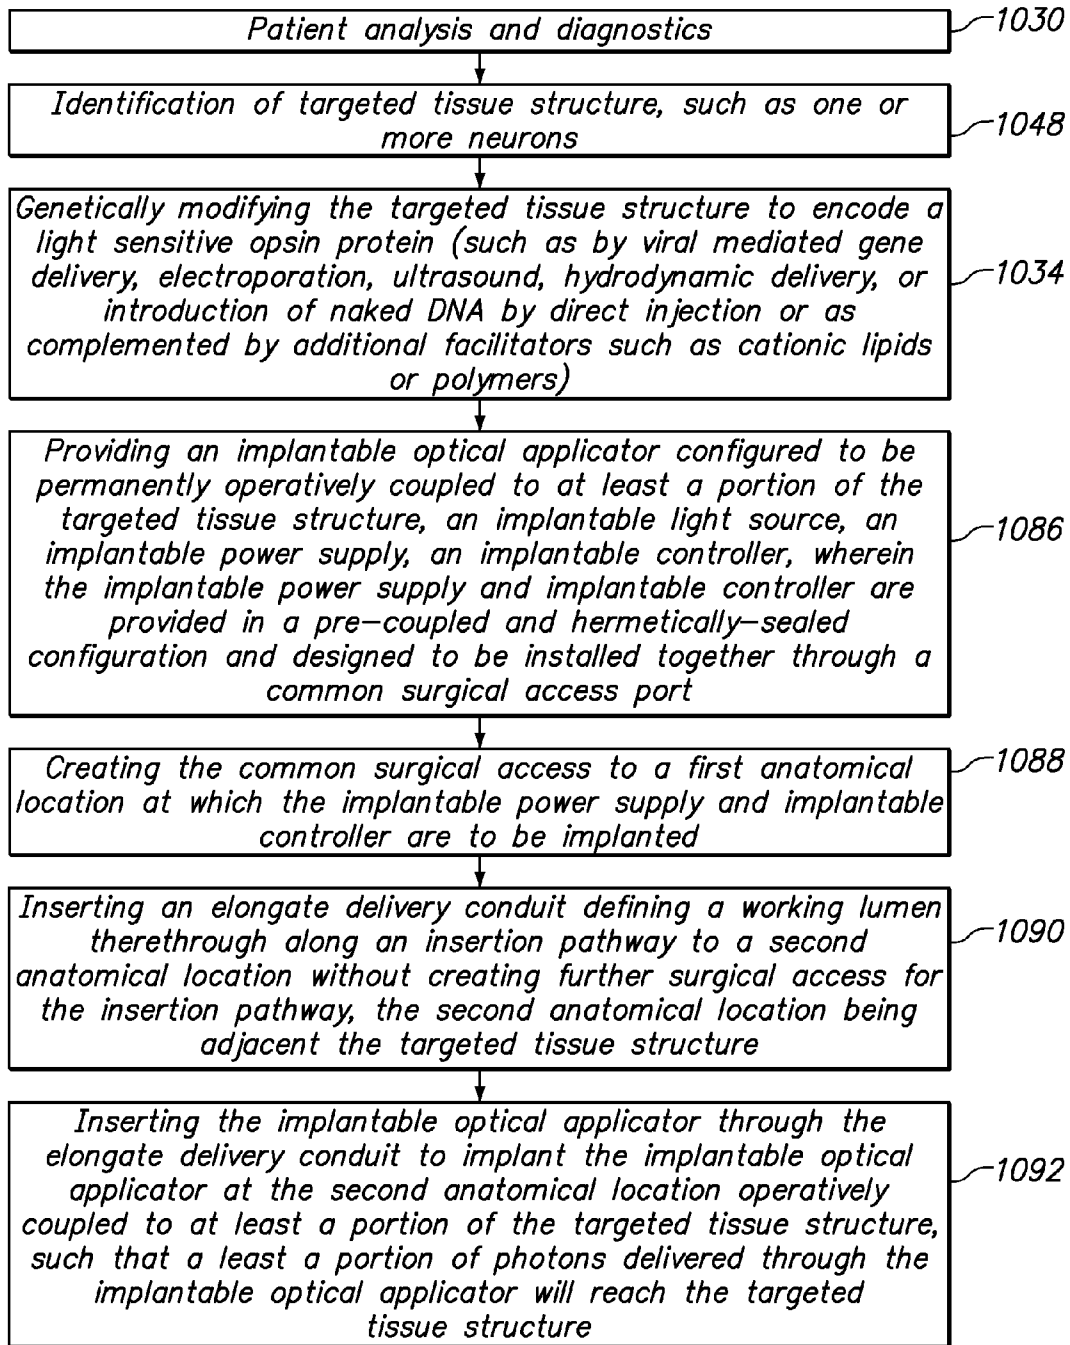 Patient analysis and diagnostics
1030
Identification of targeted tissue structure, such as one or
more neurons
1048
Genetically modifying the targeted tissue structure to encode a
light sensitive opsin protein (such as by viral mediated gene
delivery, electroporation, ultrasound, hydrodynamic delivery, or
introduction of naked DNA by direct injection or as
complemented by additional facilitators such as cationic lipids
or polymers)
1034
Providing an implantable optical applicator configured to be
permanently operatively coupled to at least a portion of the
targeted tissue structure, an implantable light source, an
implantable power supply, an implantable controller, wherein
the implantable power supply and implantable controller are
provided in a pre-coupled and hermetically-sealed
configuration and designed to be installed together through a
common surgical access port
1086
Creating the common surgical access to a first anatomical
location at which the implantable power supply and implantable
controller are to be implanted
1088
Inserting an elongate delivery conduit defining a working lumen
therethrough along an insertion pathway to a second
anatomical location without creating further surgical access for
the insertion pathway, the second anatomical location being
adjacent the targeted tissue structure
1090
Inserting the implantable optical applicator through the
elongate delivery conduit to implant the implantable optical
applicator at the second anatomical location operatively
coupled to at least a portion of the targeted tissue structure,
such that a least a portion of photons delivered through the
implantable optical applicator will reach the targeted
tissue structure
1092